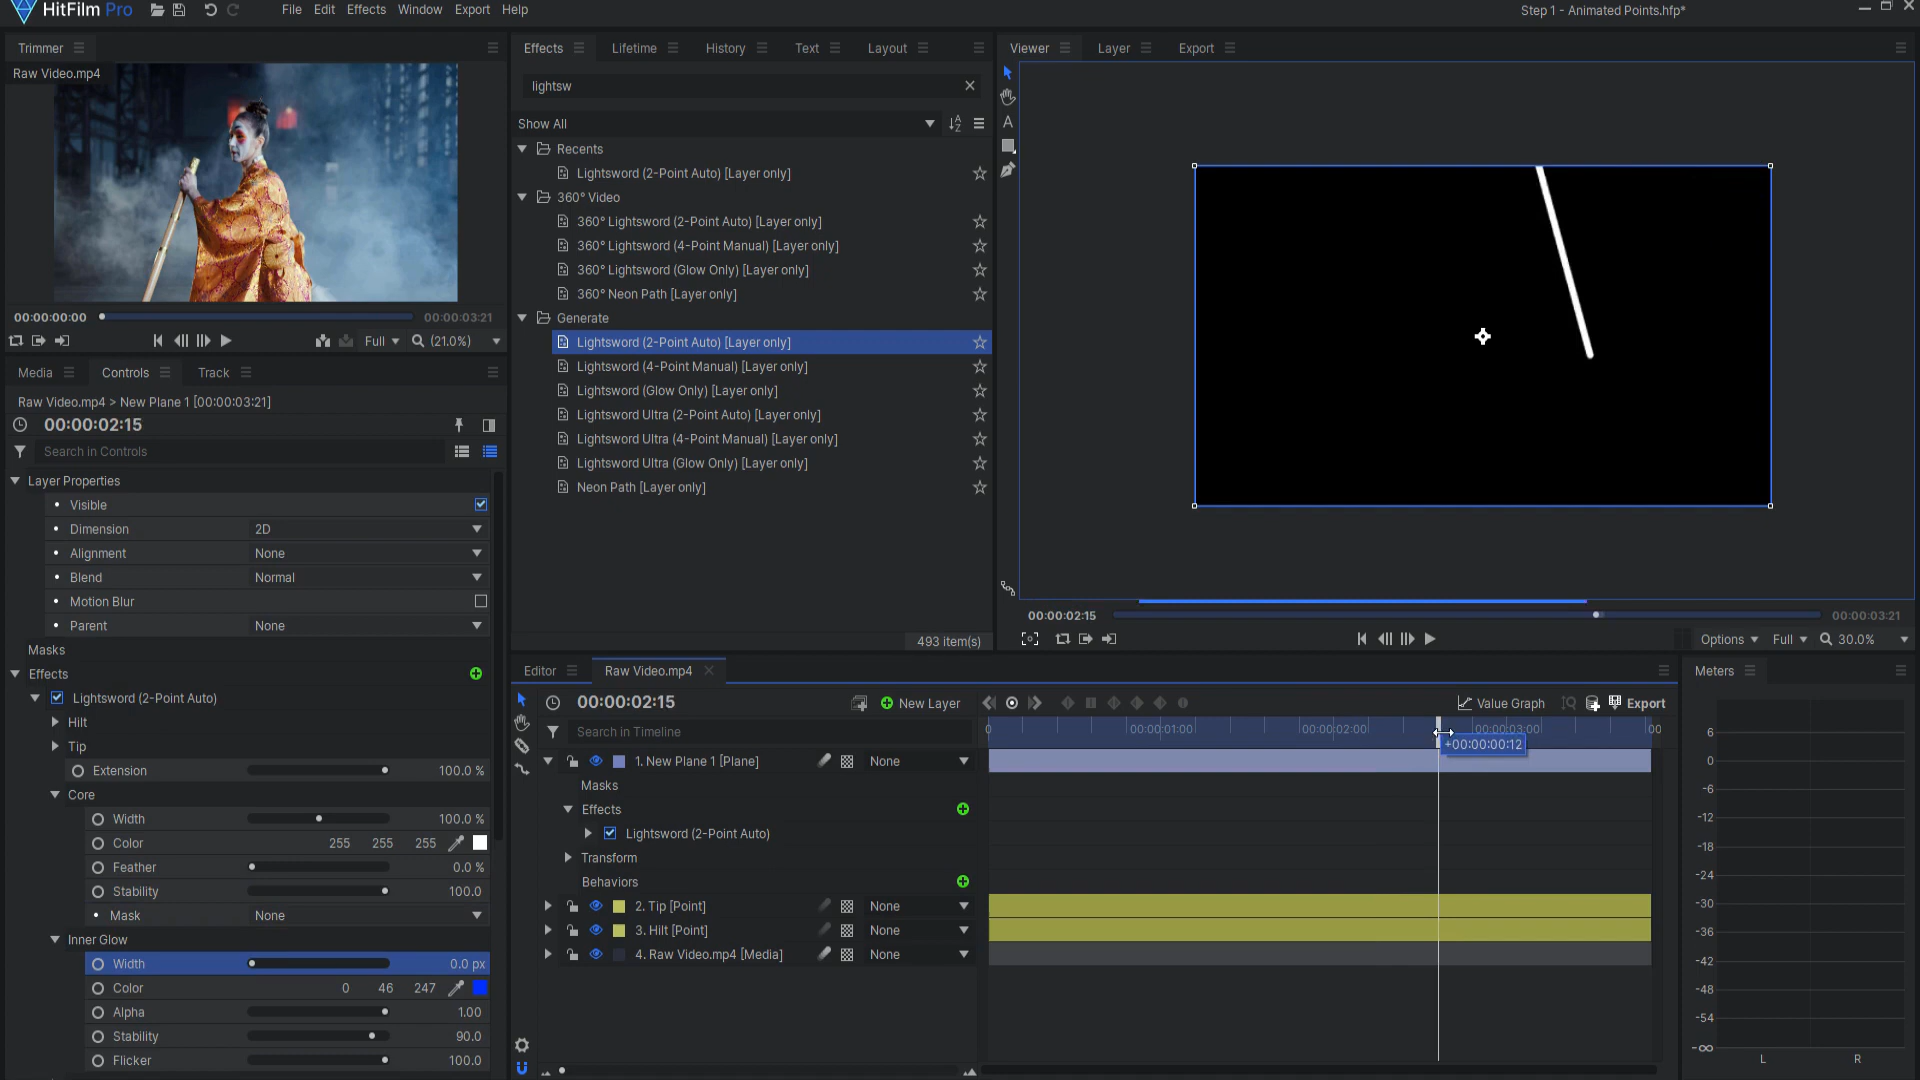 HitFilm Pro
File Edit Effects Window Export Help
Step 1 - Animated Points.hfp*
Trimmer
Raw Video.mp4
00:00:00:00
00:00:03:21
Full
(21.0%)
Media Controls Track
Raw Video.mp4 > New Plane 1 [00:00:03:21]
00:00:02:15
Search in Controls
Layer Properties
Visible
Dimension 2D
Alignment None
Blend Normal
Motion Blur
Parent None
Masks
Effects
Lightsword (2-Point Auto)
Hilt
Tip
Extension 100.0 %
Core
Width 100.0 %
Color 255 255 255
Feather 0.0 %
Stability 100.0
Mask None
Inner Glow
Width 0.0 px
Color 0 46 247
Alpha 1.00
Stability 90.0
Flicker 100.0
Effects Lifetime History Text Layout
lightsw
Show All
Recents
Lightsword (2-Point Auto) [Layer only]
360° Video
360° Lightsword (2-Point Auto) [Layer only]
360° Lightsword (4-Point Manual) [Layer only]
360° Lightsword (Glow Only) [Layer only]
360° Neon Path [Layer only]
Generate
Lightsword (2-Point Auto) [Layer only]
Lightsword (4-Point Manual) [Layer only]
Lightsword (Glow Only) [Layer only]
Lightsword Ultra (2-Point Auto) [Layer only]
Lightsword Ultra (4-Point Manual) [Layer only]
Lightsword Ultra (Glow Only) [Layer only]
Neon Path [Layer only]
493 item(s)
Viewer Layer Export
A
00:00:02:15
00:00:03:21
Options Full 30.0%
Editor Raw Video.mp4
00:00:02:15
New Layer
Value Graph
Export
Search in Timeline
0 00:00:01:00 00:00:02:00 00:00:03:00 00
+00:00:00:12
1. New Plane 1 [Plane] None
Masks
Effects
Lightsword (2-Point Auto)
Transform
Behaviors
2. Tip [Point] None
3. Hilt [Point] None
4. Raw Video.mp4 [Media] None
Meters
6
0
-6
-12
-18
-24
-30
-36
-42
-48
-54
-∞
L R